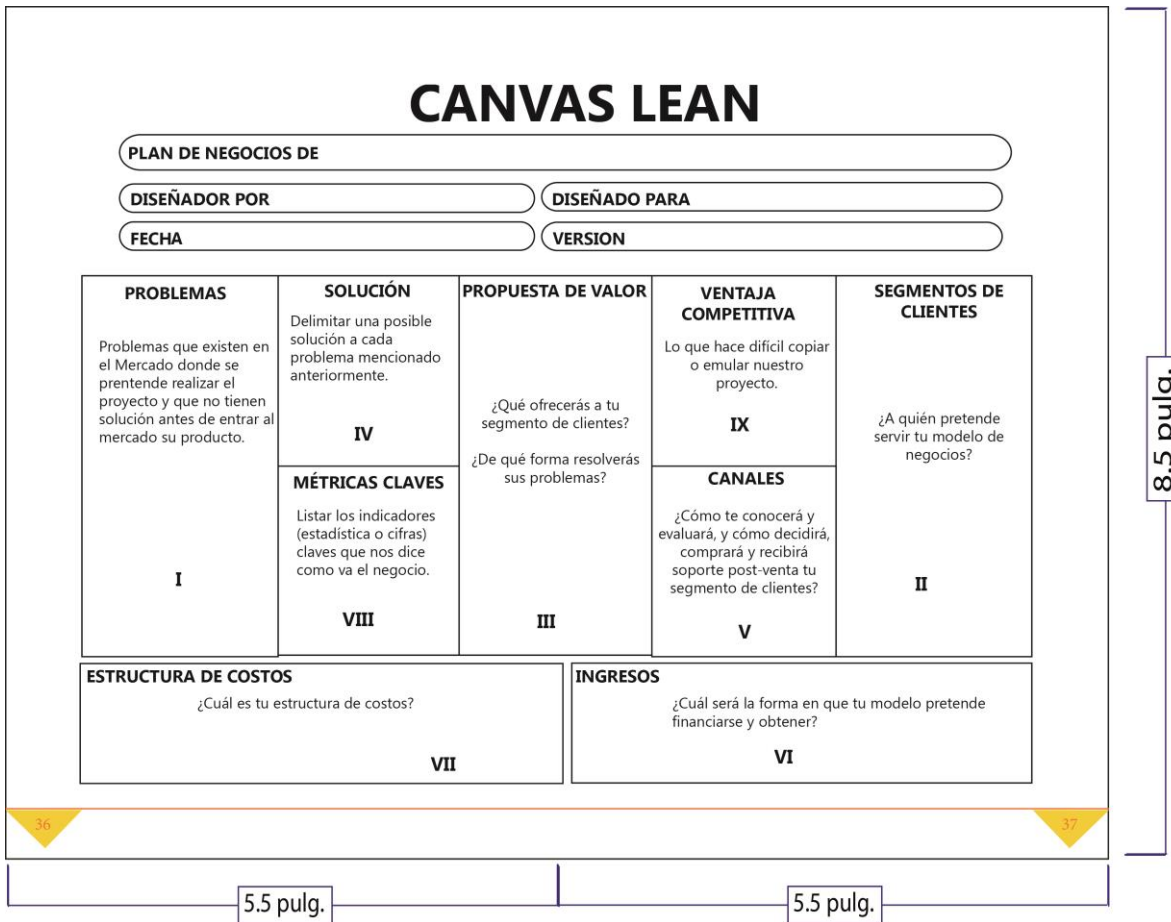 CANVAS LEAN
PLAN DE NEGOCIOS DE
DISEÑADOR POR
DISEÑADO PARA
FECHA
VERSION
PROBLEMAS
Problemas que existen en
el Mercado donde se
prentende realizar el
proyecto y que no tienen
solución antes de entrar al
mercado su producto.
I
SOLUCIÓN
Delimitar una posible
solución a cada
problema mencionado
anteriormente.
IV
MÉTRICAS CLAVES
Listar los indicadores
(estadística o cifras)
claves que nos dice
como va el negocio.
VIII
PROPUESTA DE VALOR
¿Qué ofrecerás a tu
segmento de clientes?
¿De qué forma resolverás
sus problemas?
III
VENTAJA
COMPETITIVA
Lo que hace difícil copiar
o emular nuestro
proyecto.
IX
CANALES
¿Cómo te conocerá y
evaluará, y cómo decidirá,
comprará y recibirá
soporte post-venta tu
segmento de clientes?
V
SEGMENTOS DE
CLIENTES
¿A quién pretende
servir tu modelo de
negocios?
II
ESTRUCTURA DE COSTOS
¿Cuál es tu estructura de costos?
VII
INGRESOS
¿Cuál será la forma en que tu modelo pretende
financiarse y obtener?
VI
36
37
8.5 pulg.
5.5 pulg.
5.5 pulg.